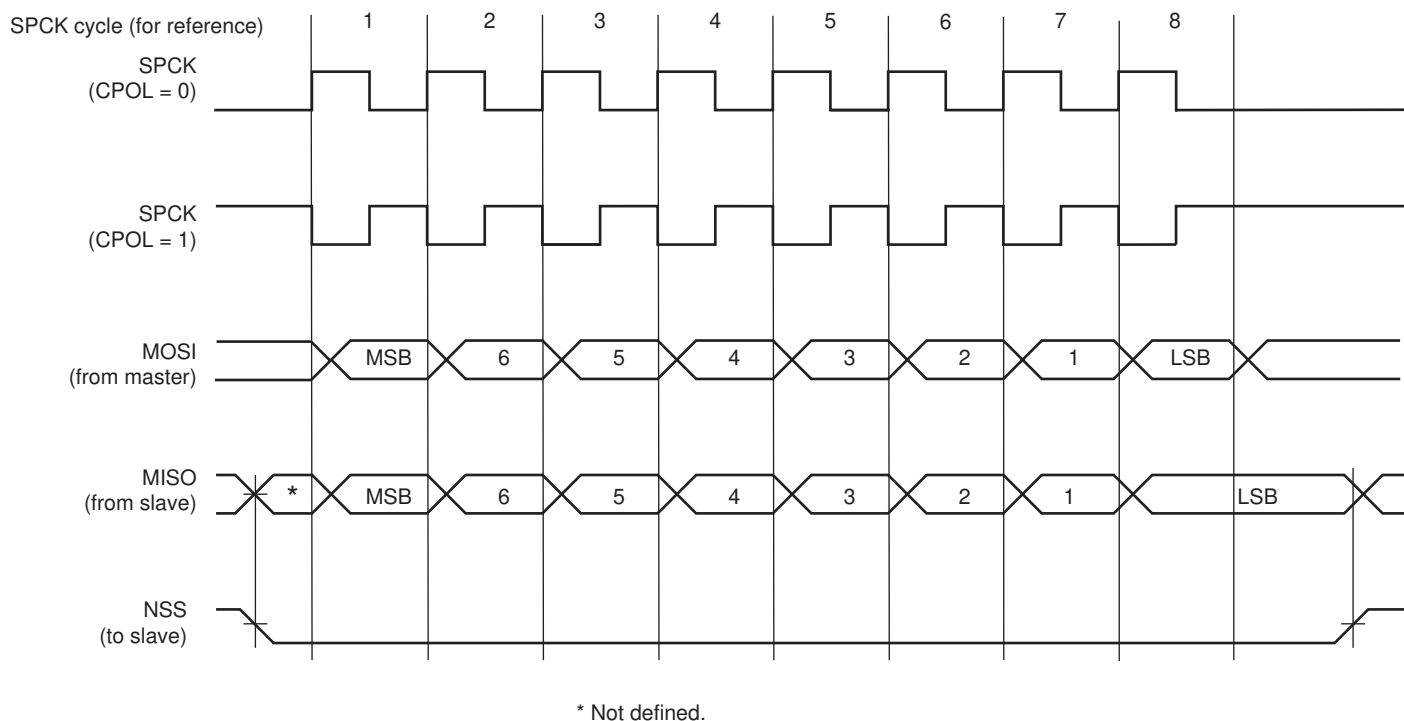 SPCK cycle (for reference) 1 2 3 4 5 6 7 8
SPCK
(CPOL = 0)
SPCK
(CPOL = 1)
MOSI
(from master)
MSB 6 5 4 3 2 1 LSB
MISO
(from slave)
* MSB 6 5 4 3 2 1 LSB
NSS
(to slave)
* Not defined.